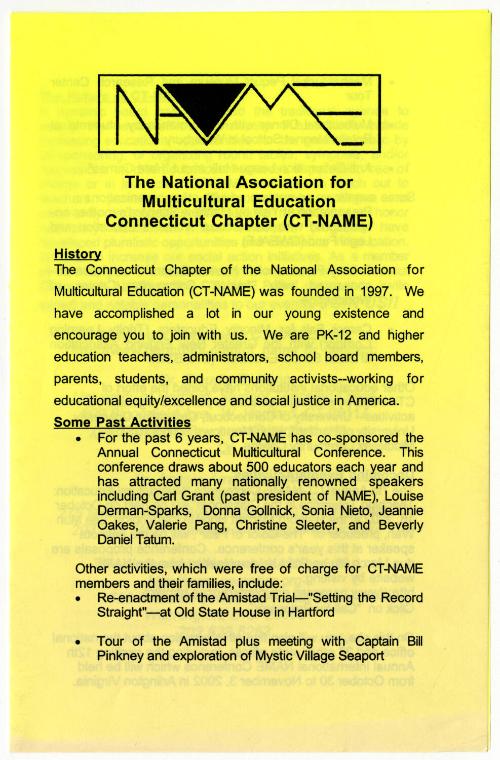 NAME
The National Asociation for
Multicultural Education
Connecticut Chapter (CT-NAME)
History
The Connecticut Chapter of the National Association for
Multicultural Education (CT-NAME) was founded in 1997. We
have accomplished a lot in our young existence and
encourage you to join with us. We are PK-12 and higher
education teachers, administrators, school board members,
parents, students, and community activists--working for
educational equity/excellence and social justice in America.
Some Past Activities
• For the past 6 years, CT-NAME has co-sponsored the
Annual Connecticut Multicultural Conference. This
conference draws about 500 educators each year and
has attracted many nationally renowned speakers
including Carl Grant (past president of NAME), Louise
Derman-Sparks, Donna Gollnick, Sonia Nieto, Jeannie
Oakes, Valerie Pang, Christine Sleeter, and Beverly
Daniel Tatum.
Other activities, which were free of charge for CT-NAME
members and their families, include:
• Re-enactment of the Amistad Trial—"Setting the Record
Straight"—at Old State House in Hartford
• Tour of the Amistad plus meeting with Captain Bill
Pinkney and exploration of Mystic Village Seaport